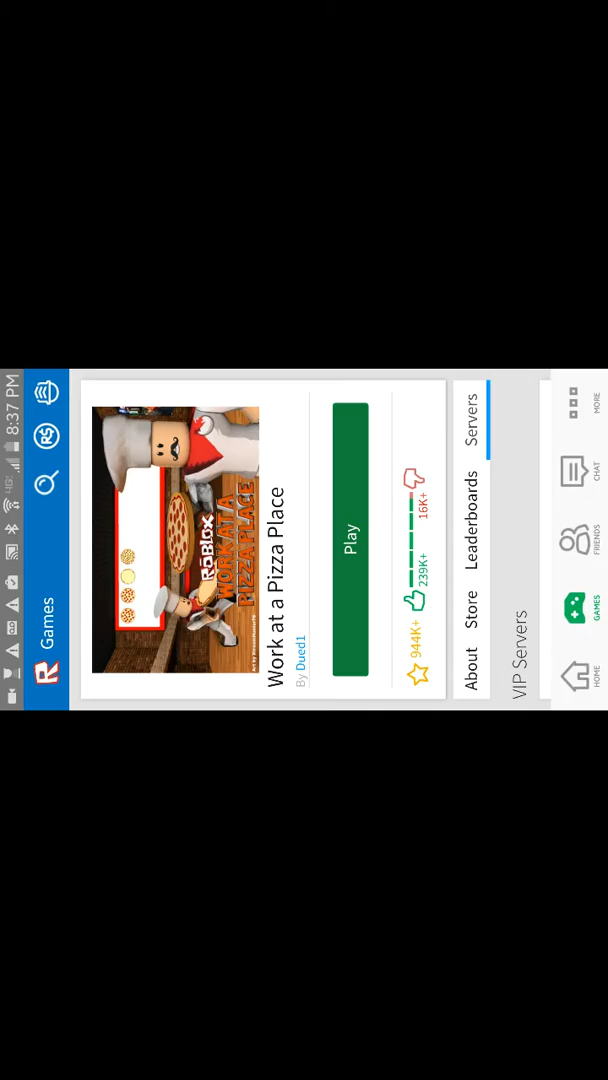 4G
8:37 PM
Games
R$
ROBLOX
WORK AT A
PIZZA PLACE
Work at a Pizza Place
By Dued1
Play
944K+
239K+
16K+
About
Store
Leaderboards
Servers
VIP Servers
HOME
GAMES
FRIENDS
CHAT
MORE